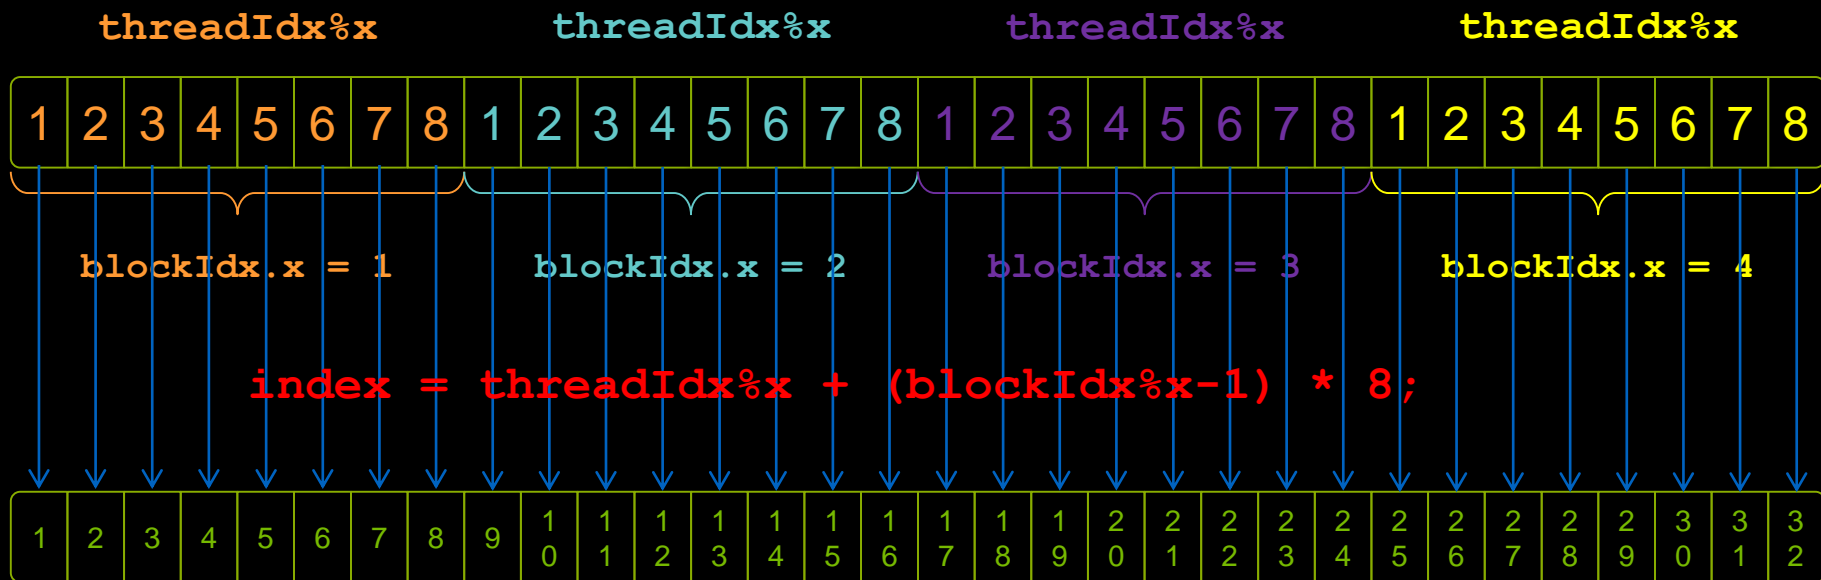 threadIdx%x threadIdx%x threadIdx%x threadIdx%x
1 2 3 4 5 6 7 8 1 2 3 4 5 6 7 8 1 2 3 4 5 6 7 8 1 2 3 4 5 6 7 8
blockIdx.x = 1 blockIdx.x = 2 blockIdx.x = 3 blockIdx.x = 4
index = threadIdx%x + (blockIdx%x-1) * 8;
1 2 3 4 5 6 7 8 9 10 11 12 13 14 15 16 17 18 19 20 21 22 23 24 25 26 27 28 29 30 31 32